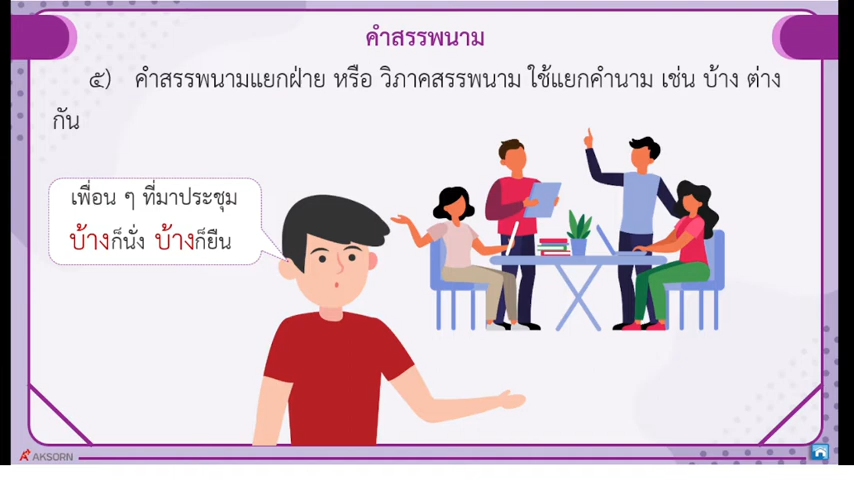 คำสรรพนาม
๕) คำสรรพนามแยกฝ่าย หรือ วิภาคสรรพนาม ใช้แยกคำนาม เช่น บ้าง ต่าง
กัน
เพื่อน ๆ ที่มาประชุม
บ้างก็นั่ง บ้างก็ยืน
AKSORN